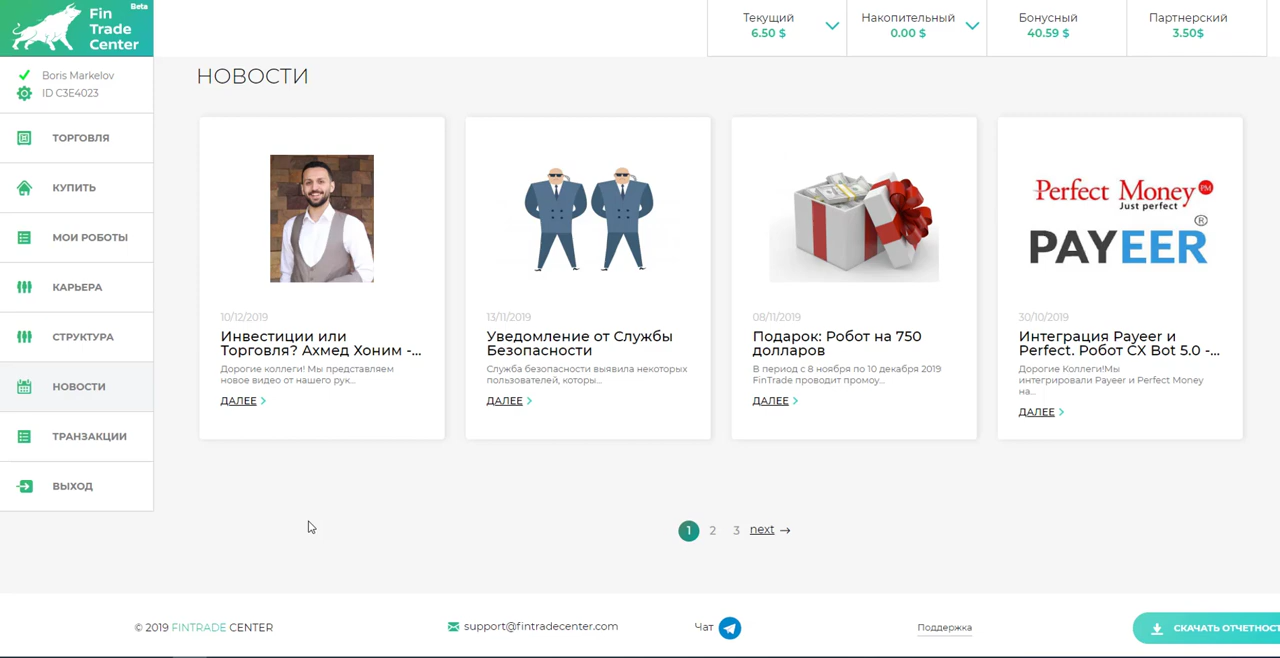 Beta
Fin
Trade
Center
Текущий
6.50 $
Накопительный
0.00 $
Бонусный
40.59 $
Партнерский
3.50$
Boris Markelov
ID C3E4023
ТОРГОВЛЯ
КУПИТЬ
МОИ РОБОТЫ
КАРЬЕРА
СТРУКТУРА
НОВОСТИ
ТРАНЗАКЦИИ
ВЫХОД
НОВОСТИ
10/12/2019
Инвестиции или
Торговля? Ахмед Хоним -...
Дорогие коллеги! Мы представляем
новое видео от нашего рук...
ДАЛЕЕ
13/11/2019
Уведомление от Службы
Безопасности
Служба безопасности выявила некоторых
пользователей, которы...
ДАЛЕЕ
08/11/2019
Подарок: Робот на 750
долларов
В период с 8 ноября по 10 декабря 2019
FinTrade проводит промоу...
ДАЛЕЕ
Perfect Money PM
Just perfect
PAYEER ®
30/10/2019
Интеграция Payeer и
Perfect. Робот CX Bot 5.0 -...
Дорогие Коллеги!Мы
интегрировали Payeer и Perfect Money
на...
ДАЛЕЕ
1 2 3 next →
© 2019 FINTRADE CENTER
support@fintradecenter.com
Чат
Поддержка
СКАЧАТЬ ОТЧЕТНОСТ